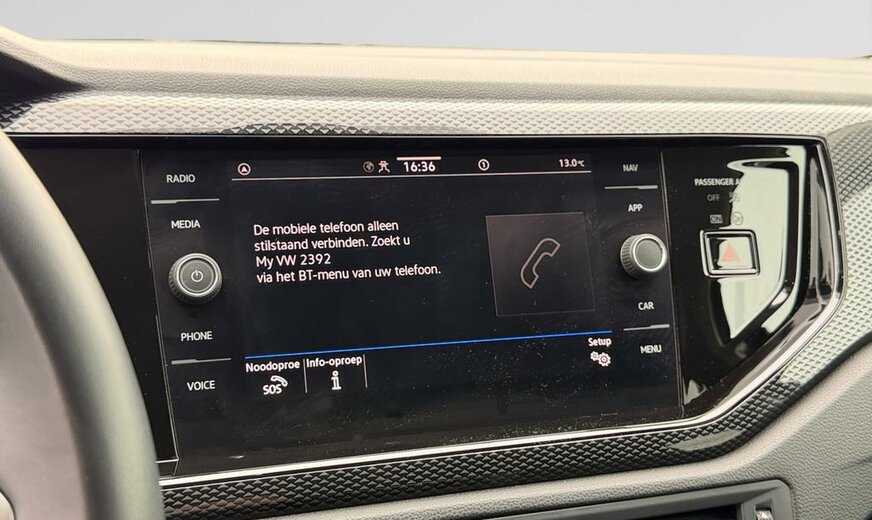 RADIO
MEDIA
PHONE
VOICE
16:36
1
13.0°C
De mobiele telefoon alleen
stilstaand verbinden. Zoekt u
My VW 2392
via het BT-menu van uw telefoon.
Noodoproe
SOS
Info-oproep
Setup
NAV
APP
CAR
MENU
PASSENGER
OFF
ON